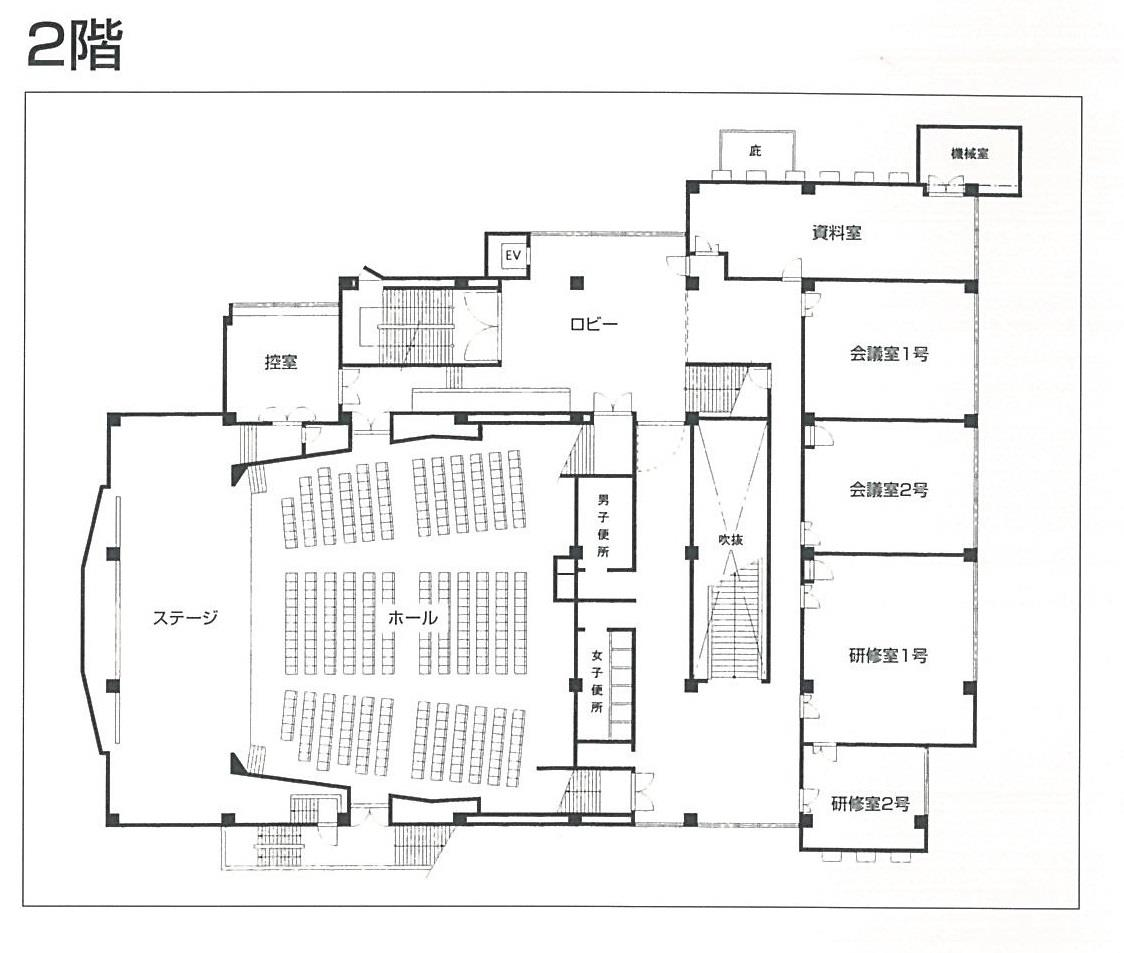 2階
庇
機械室
資料室
EV
ロビー
控室
会議室1号
会議室2号
男子便所
吹抜
ステージ
ホール
女子便所
研修室1号
研修室2号